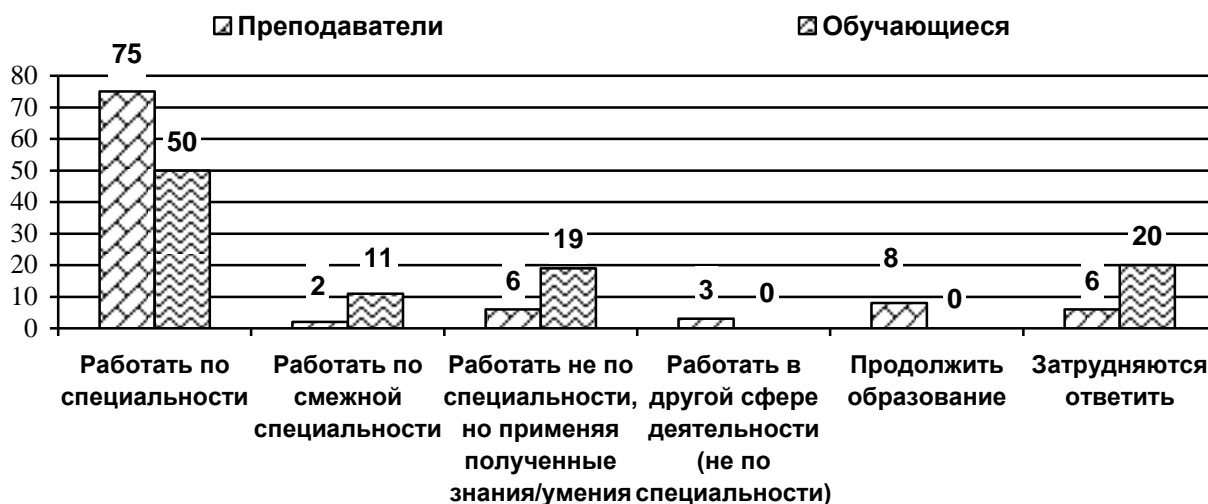 Преподаватели
Обучающиеся
75
50
2
11
6
19
3
0
8
0
6
20
80
70
60
50
40
30
20
10
0
Работать по
специальности
Работать по
смежной
специальности
Работать не по
специальности,
но применяя
полученные
знания/умения
Работать в
другой сфере
деятельности
(не по
специальности)
Продолжить
образование
Затрудняются
ответить